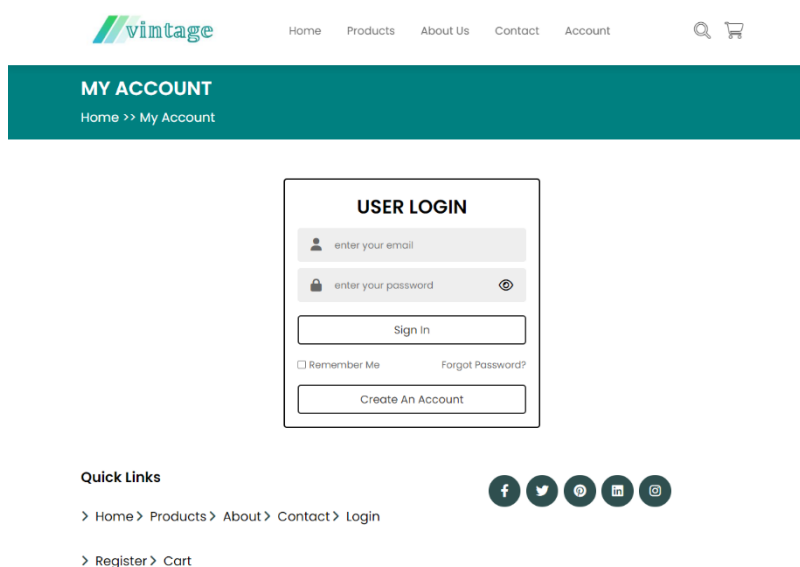 vintage
Home Products About Us Contact Account
MY ACCOUNT
Home >> My Account
USER LOGIN
enter your email
enter your password
Sign In
Remember Me Forgot Password?
Create An Account
Quick Links
> Home > Products > About > Contact > Login
> Register > Cart